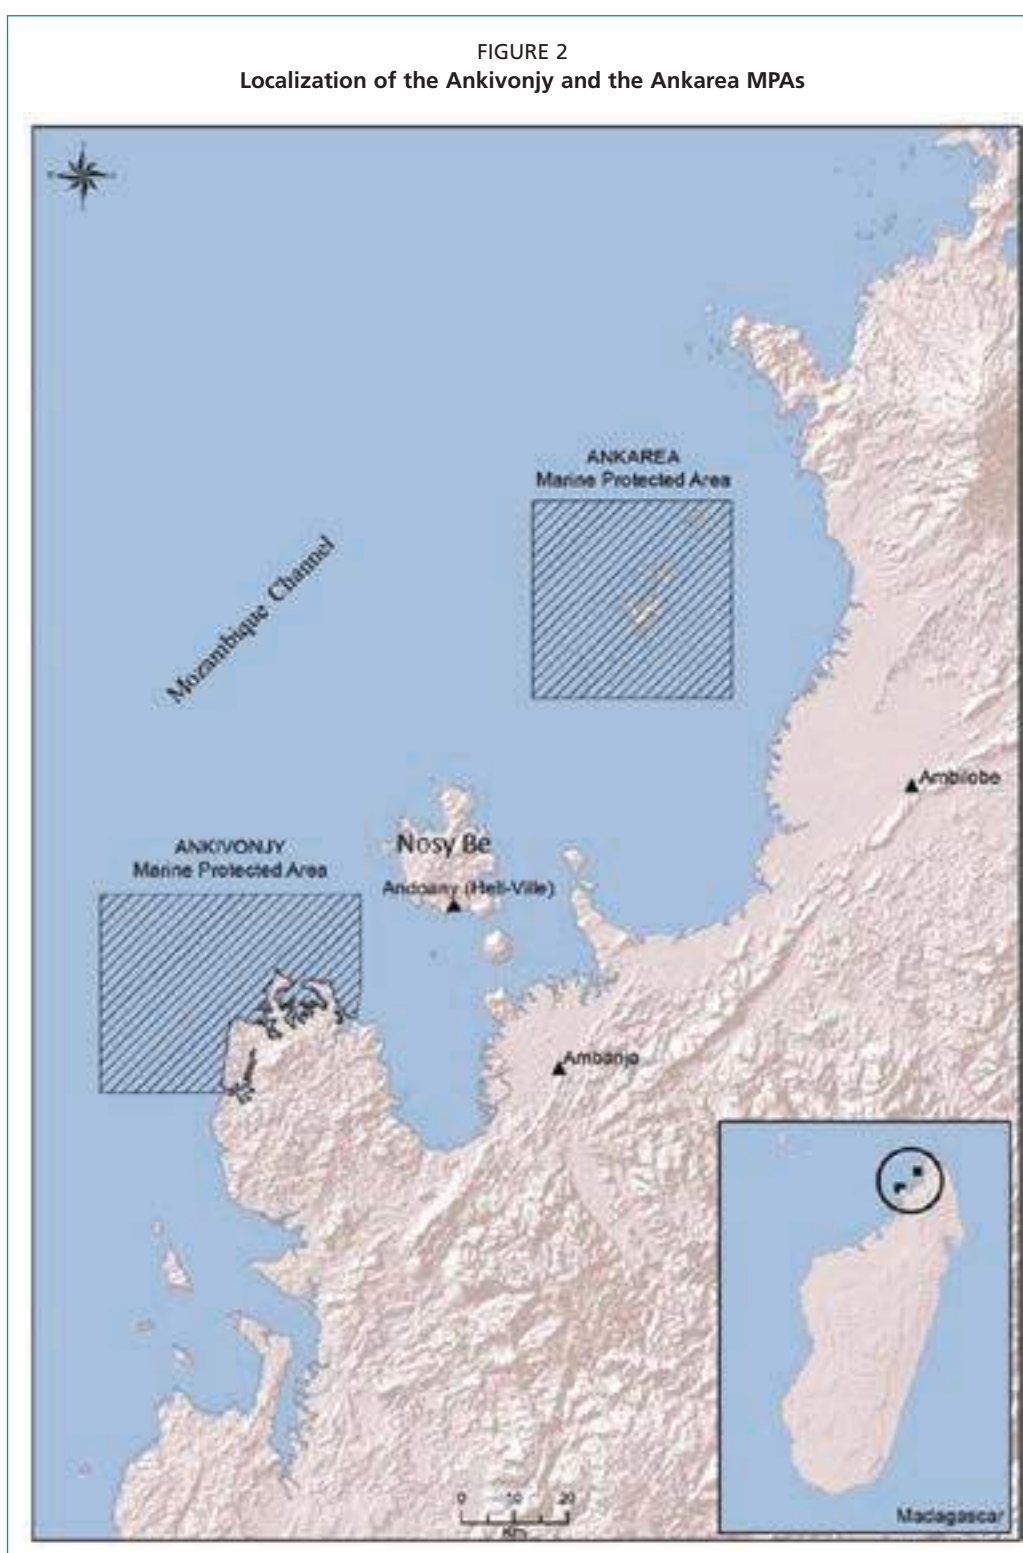 FIGURE 2
Localization of the Ankivonjy and the Ankarea MPAs
ANKAREA
Marine Protected Area
Mozambique Channel
Ambilobe
Nosy Be
ANKIVONJY
Marine Protected Area
Andoany (Hell-Ville)
Ambanja
0 10 20
Km
Madagascar